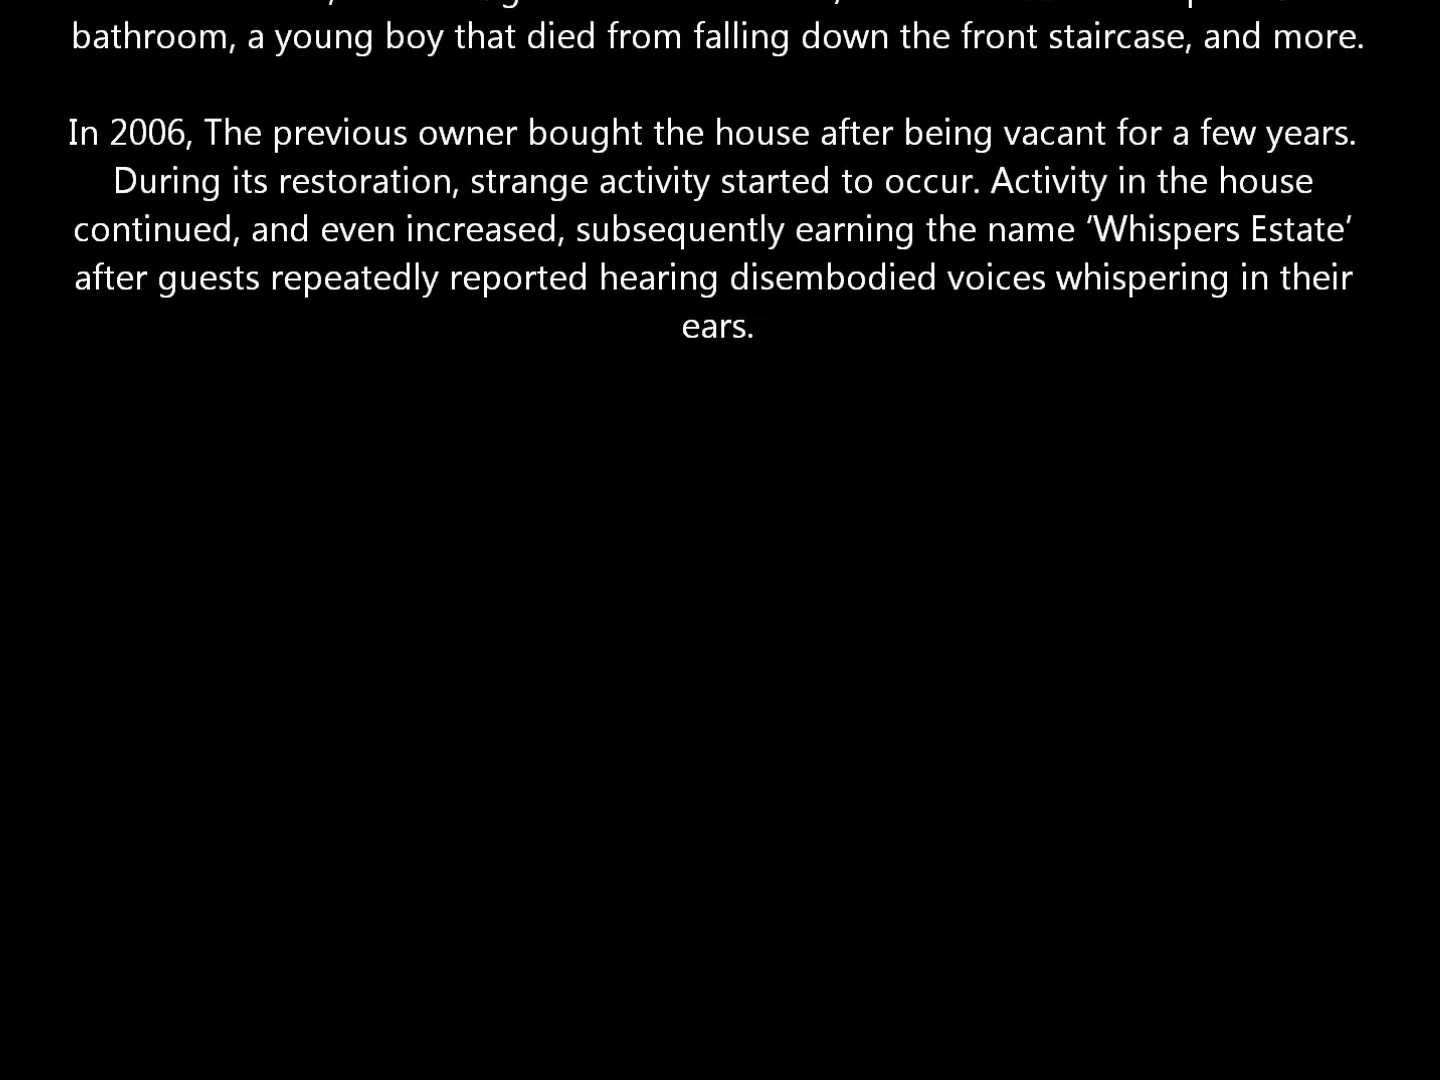 bathroom, a young boy that died from falling down the front staircase, and more.
In 2006, The previous owner bought the house after being vacant for a few years.
During its restoration, strange activity started to occur. Activity in the house
continued, and even increased, subsequently earning the name ‘Whispers Estate’
after guests repeatedly reported hearing disembodied voices whispering in their
ears.